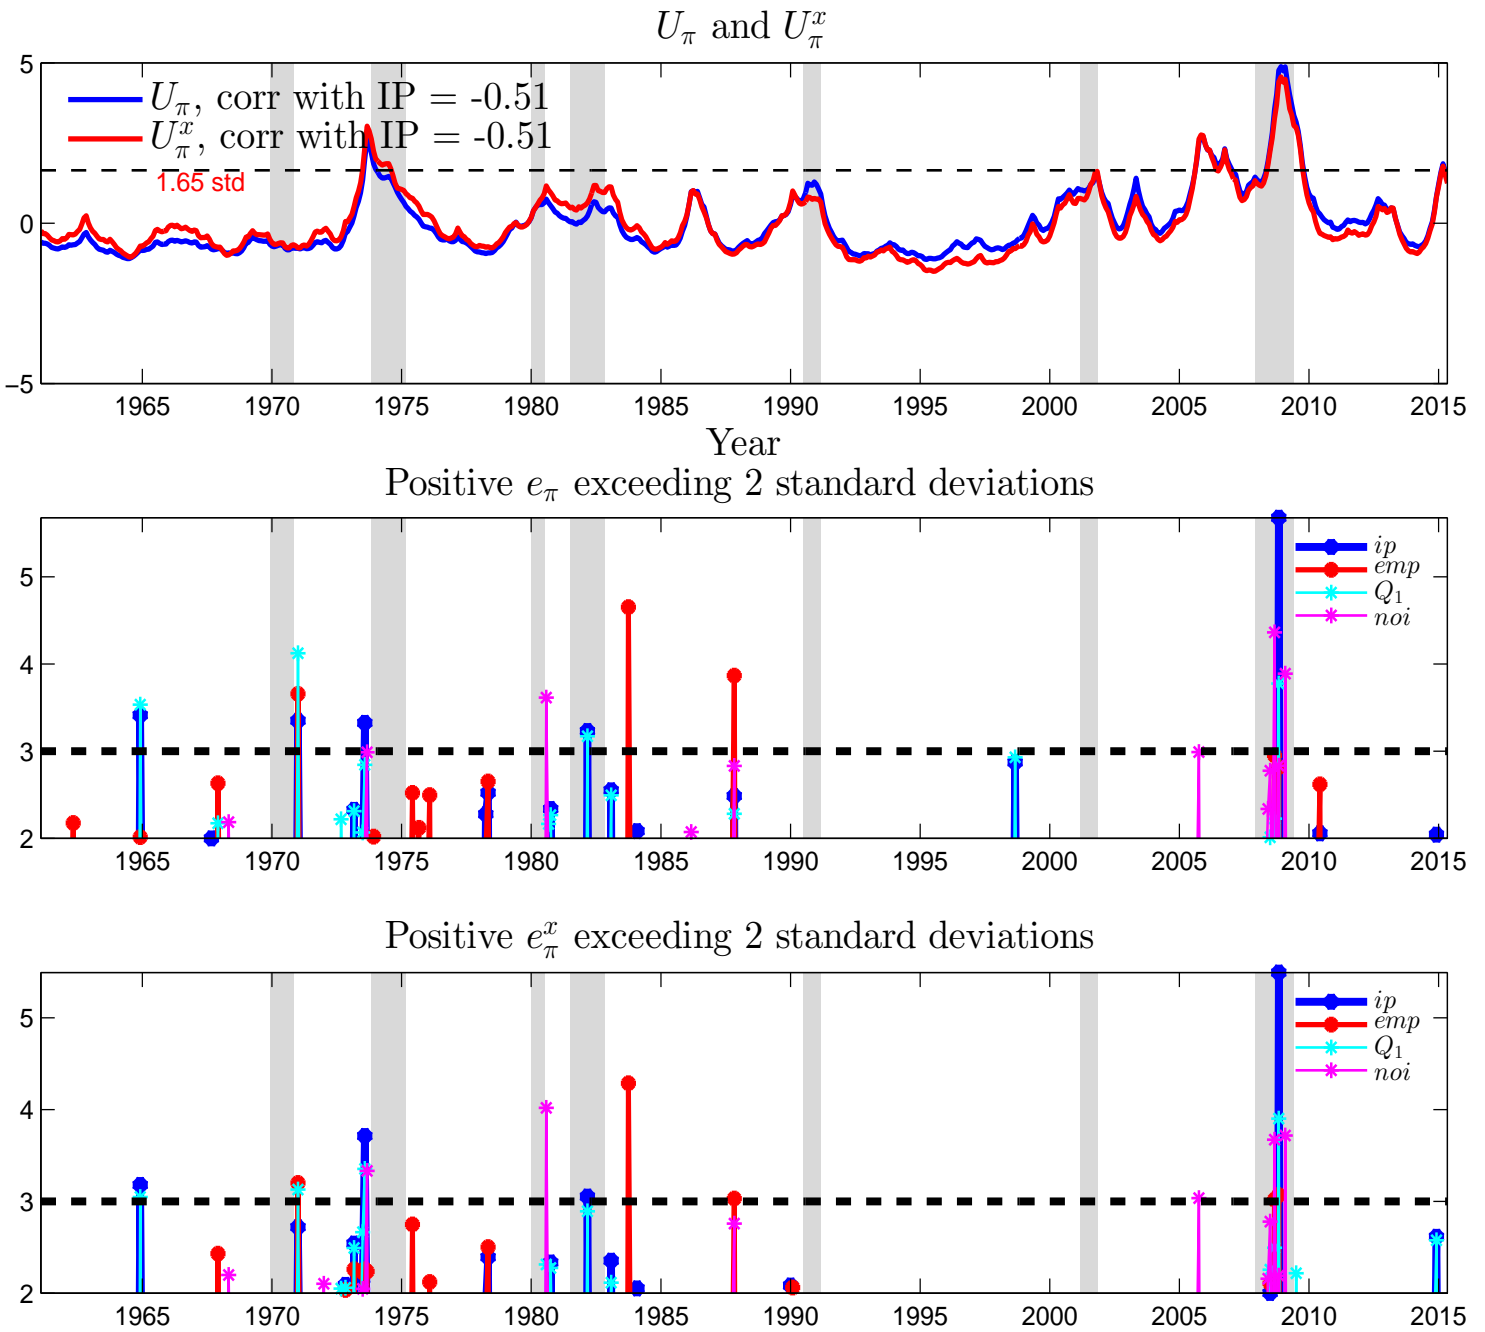 U_π and U_π^x
5
U_π, corr with IP = -0.51
U_π^x, corr with IP = -0.51
1.65 std
0
−5
1965 1970 1975 1980 1985 1990 1995 2000 2005 2010 2015
Year
Positive e_π exceeding 2 standard deviations
ip
emp
Q_1
noi
5
4
3
2
1965 1970 1975 1980 1985 1990 1995 2000 2005 2010 2015
Positive e_π^x exceeding 2 standard deviations
ip
emp
Q_1
noi
5
4
3
2
1965 1970 1975 1980 1985 1990 1995 2000 2005 2010 2015